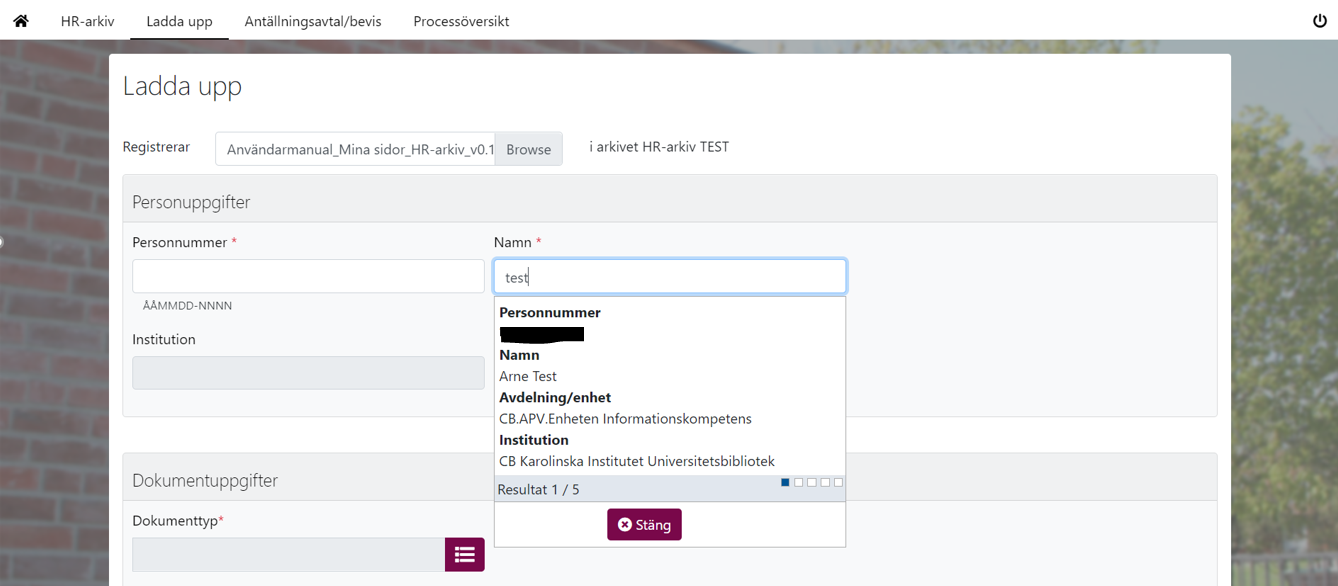 HR-arkiv Ladda upp Antällningsavtal/bevis Processöversikt
Ladda upp
Registrerar Användarmanual_Mina sidor_HR-arkiv_v0.1 Browse i arkivet HR-arkiv TEST
Personuppgifter
Personnummer * Namn *
test
ÅÅMMDD-NNNN
Personnummer
Institution
Namn
Arne Test
Avdelning/enhet
CB.APV.Enheten Informationskompetens
Institution
CB Karolinska Institutet Universitetsbibliotek
Resultat 1 / 5
Stäng
Dokumentuppgifter
Dokumenttyp*